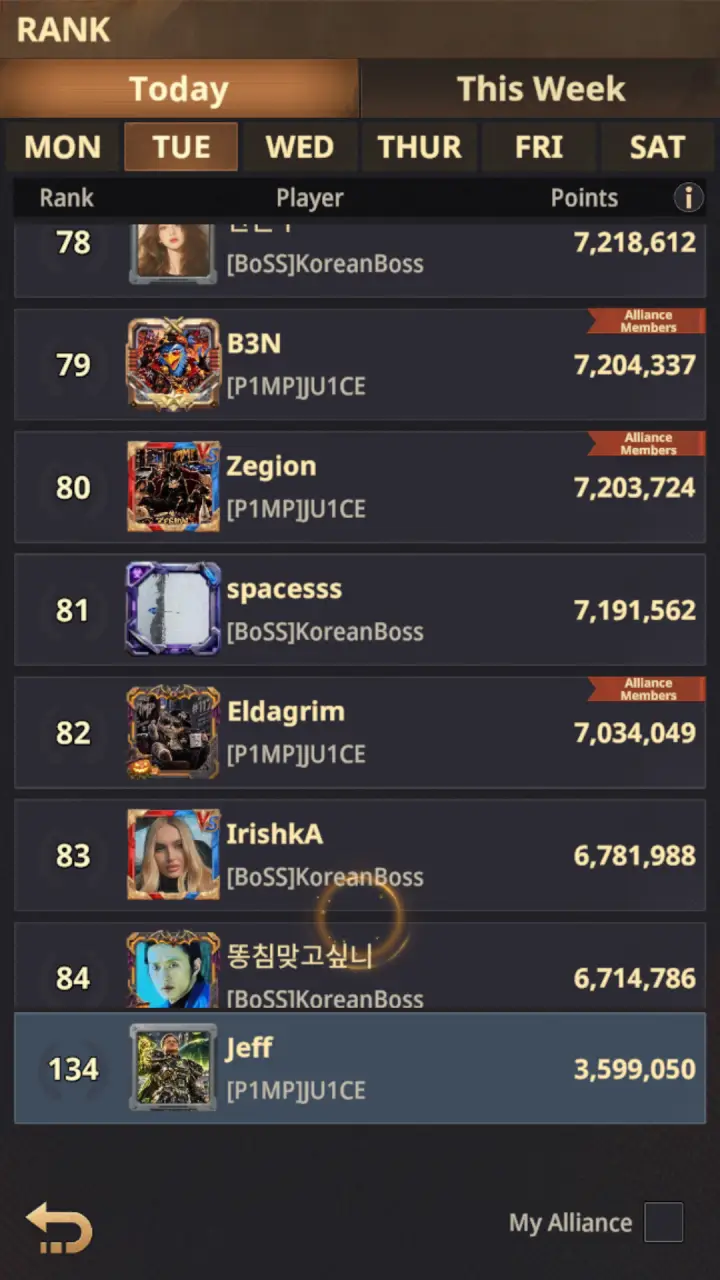 RANK
Today
This Week
MON
TUE
WED
THUR
FRI
SAT
Rank
Player
Points
78
[BoSS]KoreanBoss
7,218,612
79
B3N
[P1MP]JU1CE
Alliance
Members
7,204,337
80
Zegion
[P1MP]JU1CE
Alliance
Members
7,203,724
81
spacesss
[BoSS]KoreanBoss
7,191,562
82
Eldagrim
[P1MP]JU1CE
Alliance
Members
7,034,049
83
IrishkA
[BoSS]KoreanBoss
6,781,988
84
똥침맞고싶니
[BoSS]KoreanBoss
6,714,786
134
Jeff
[P1MP]JU1CE
3,599,050
My Alliance